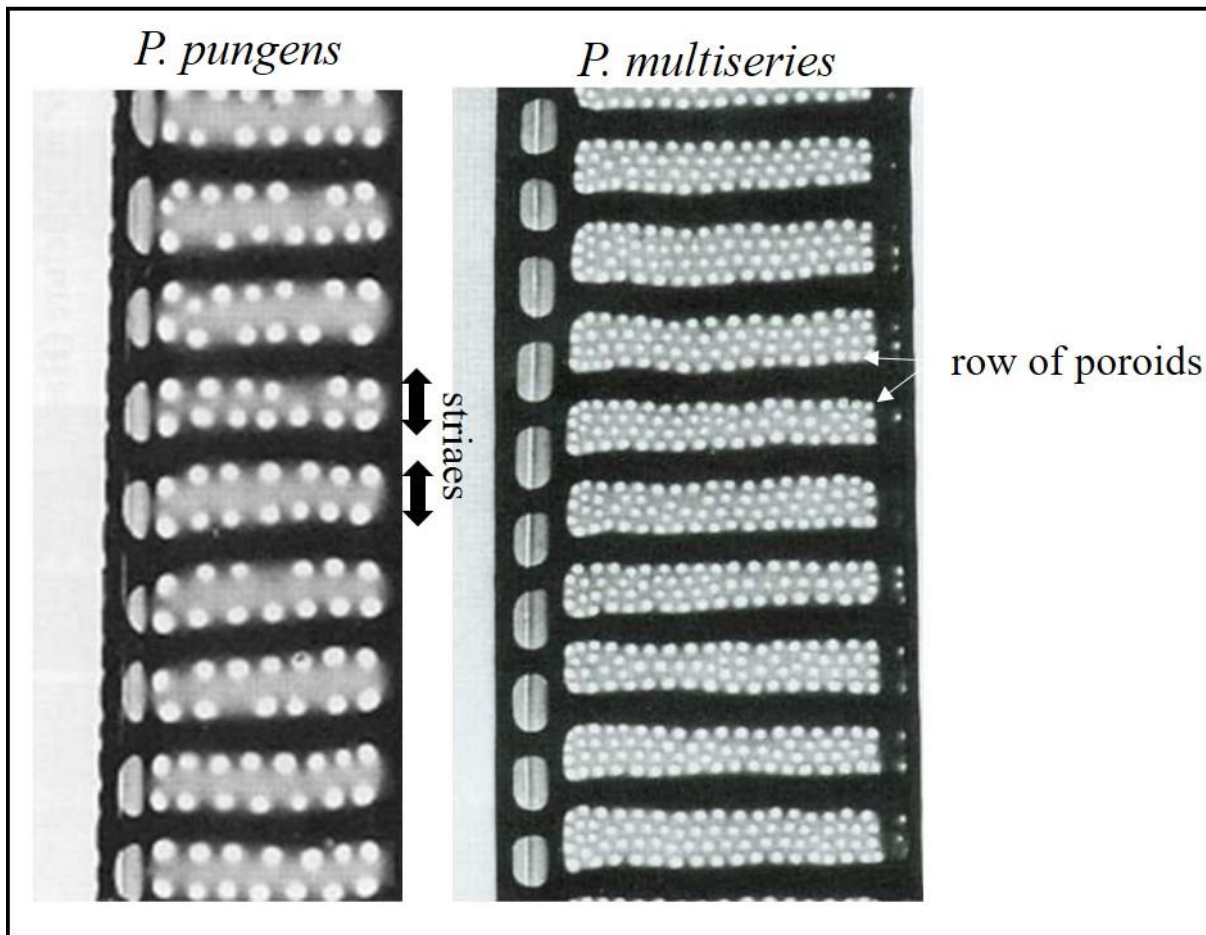 P. pungens
P. multiseries
striaes
row of poroids